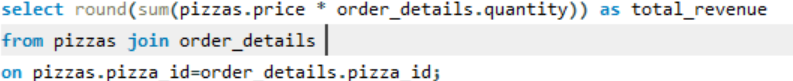 select round(sum(pizzas.price * order_details.quantity)) as total_revenue
from pizzas join order_details
on pizzas.pizza_id=order_details.pizza_id;